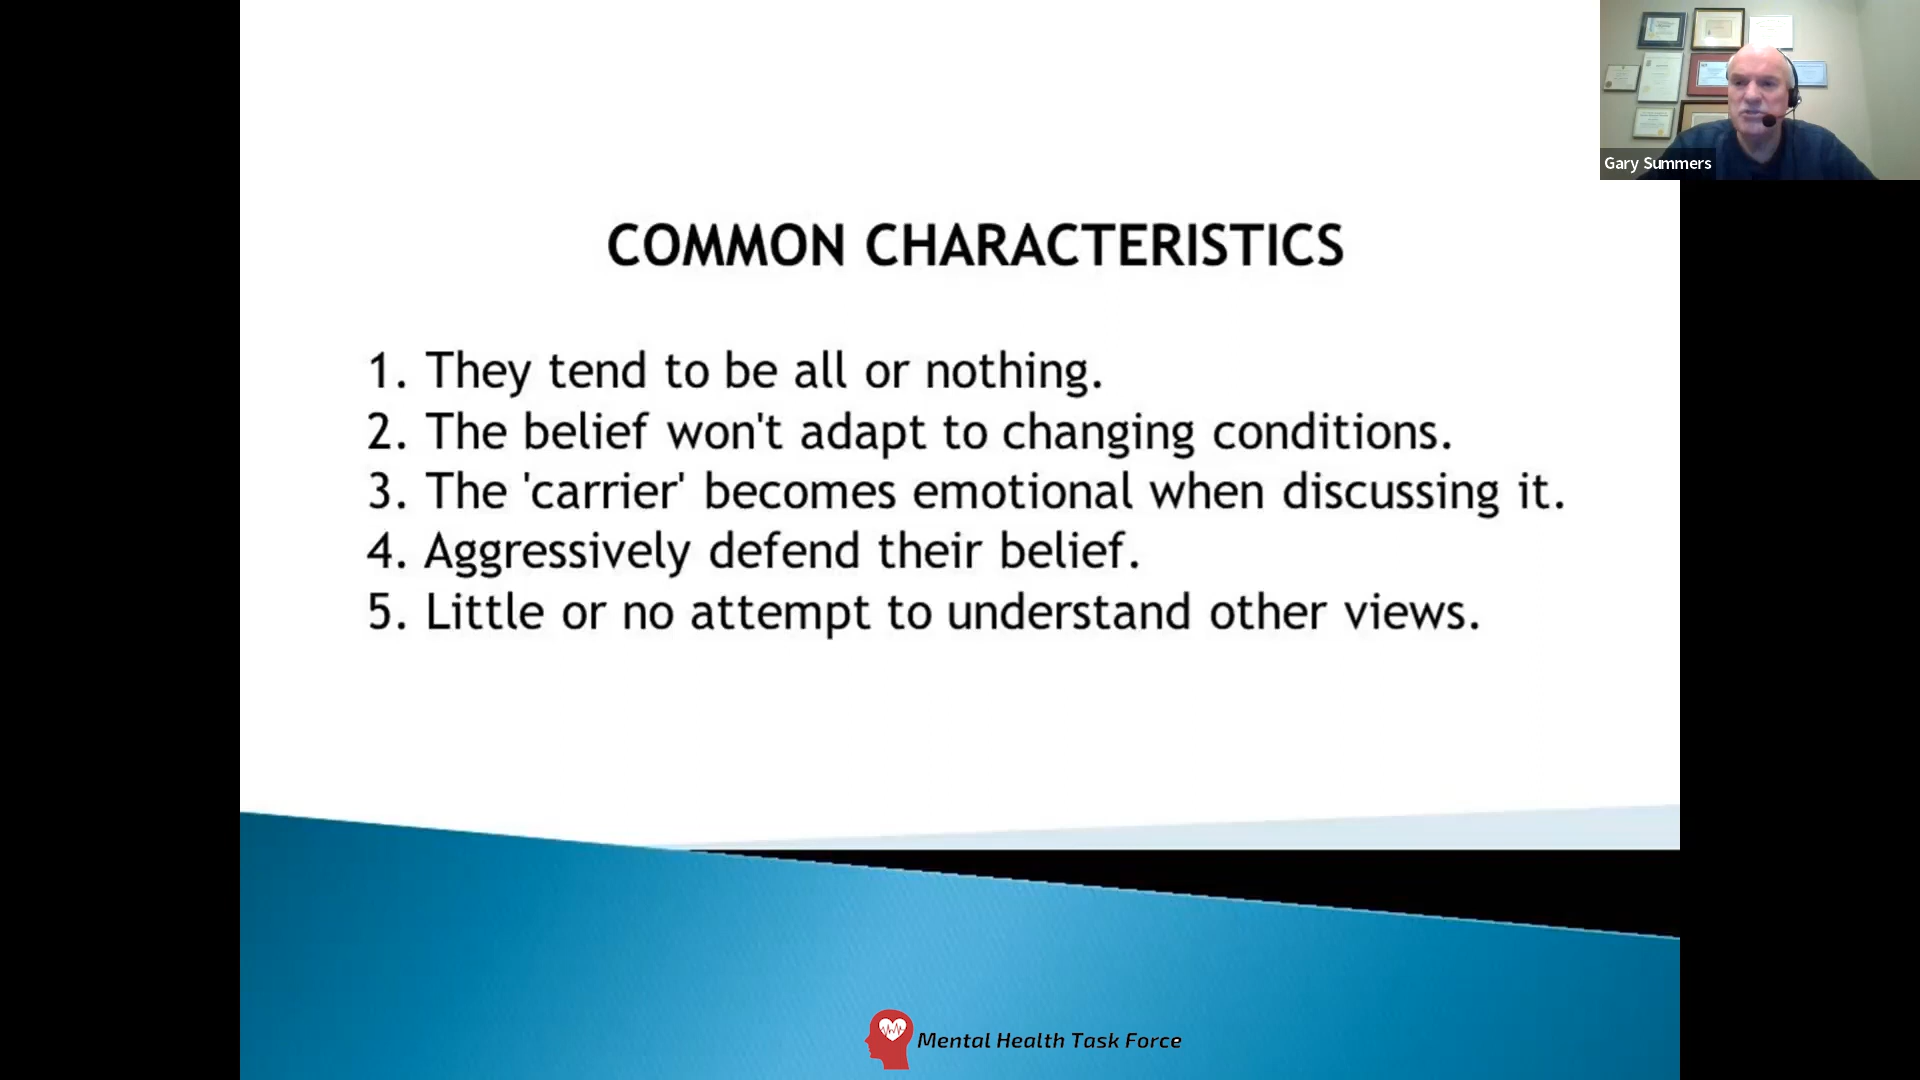 Gary Summers
COMMON CHARACTERISTICS
1. They tend to be all or nothing.
2. The belief won't adapt to changing conditions.
3. The 'carrier' becomes emotional when discussing it.
4. Aggressively defend their belief.
5. Little or no attempt to understand other views.
Mental Health Task Force